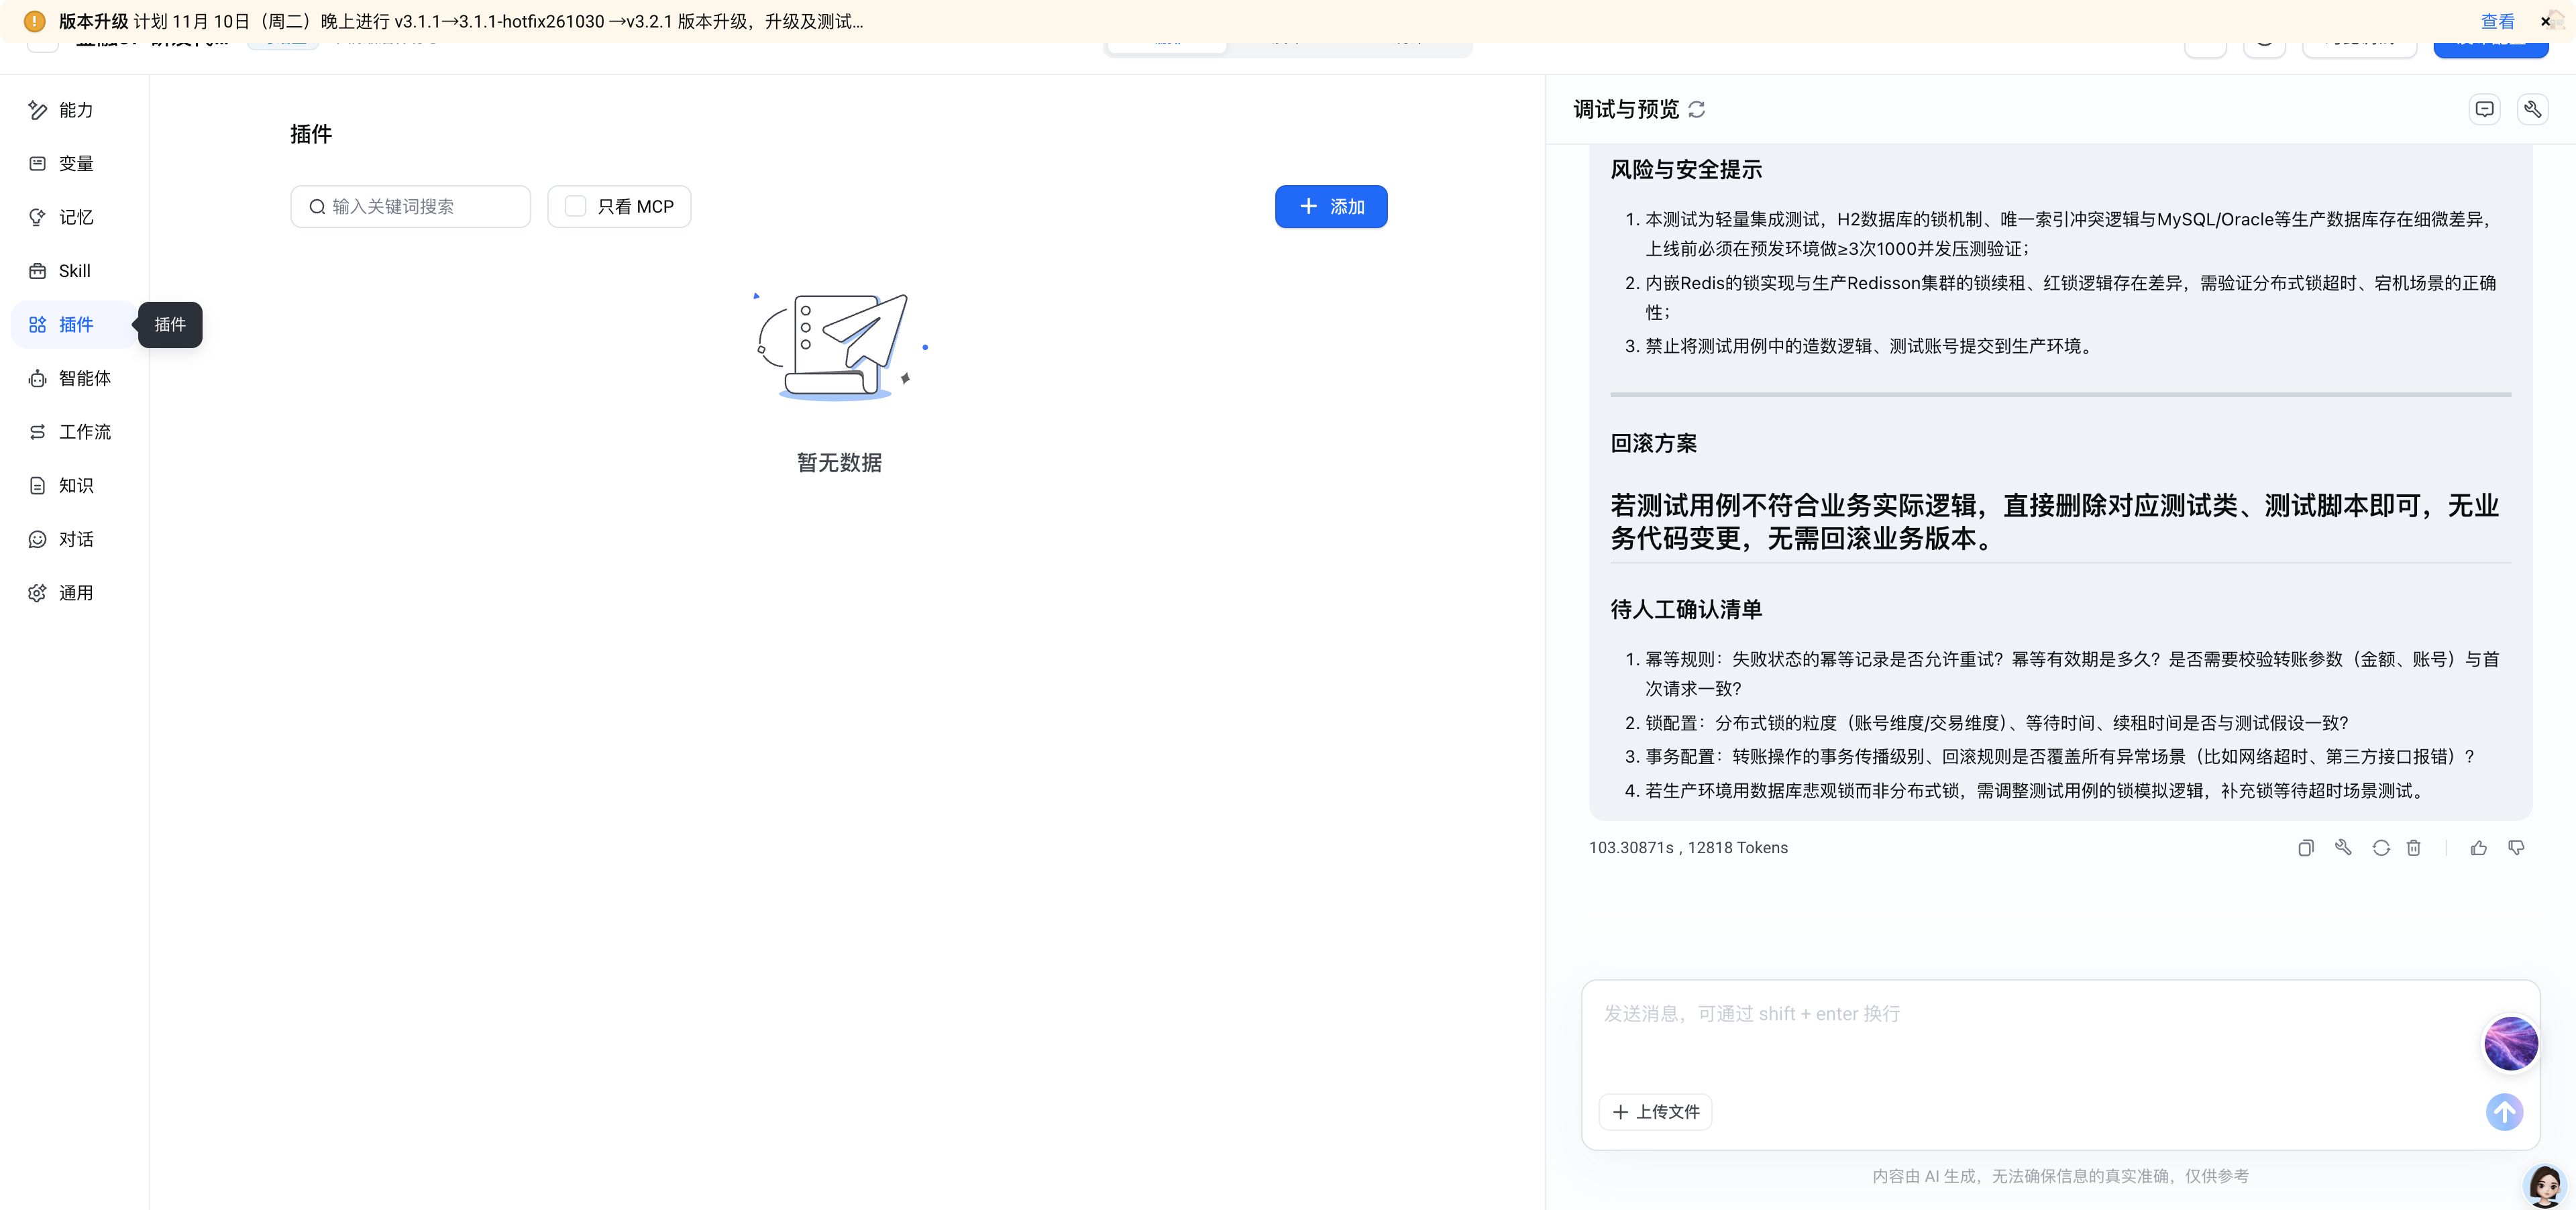 版本升级 计划 11月 10日（周二）晚上进行 v3.1.1→3.1.1-hotfix261030 →v3.2.1 版本升级，升级及测试...
查看
能力
变量
记忆
Skill
插件
插件
智能体
工作流
知识
对话
通用
插件
输入关键词搜索
只看 MCP
添加
暂无数据
调试与预览
风险与安全提示
1. 本测试为轻量集成测试，H2数据库的锁机制、唯一索引冲突逻辑与MySQL/Oracle等生产数据库存在细微差异，
上线前必须在预发环境做≥3次1000并发压测验证；
2. 内嵌Redis的锁实现与生产Redisson集群的锁续租、红锁逻辑存在差异，需验证分布式锁超时、宕机场景的正确
性；
3. 禁止将测试用例中的造数逻辑、测试账号提交到生产环境。
回滚方案
若测试用例不符合业务实际逻辑，直接删除对应测试类、测试脚本即可，无业
务代码变更，无需回滚业务版本。
待人工确认清单
1. 幂等规则：失败状态的幂等记录是否允许重试？幂等有效期是多久？是否需要校验转账参数（金额、账号）与首
次请求一致？
2. 锁配置：分布式锁的粒度（账号维度/交易维度）、等待时间、续租时间是否与测试假设一致？
3. 事务配置：转账操作的事务传播级别、回滚规则是否覆盖所有异常场景（比如网络超时、第三方接口报错）？
4. 若生产环境用数据库悲观锁而非分布式锁，需调整测试用例的锁模拟逻辑，补充锁等待超时场景测试。
103.30871s , 12818 Tokens
发送消息，可通过 shift + enter 换行
上传文件
内容由 AI 生成，无法确保信息的真实准确，仅供参考